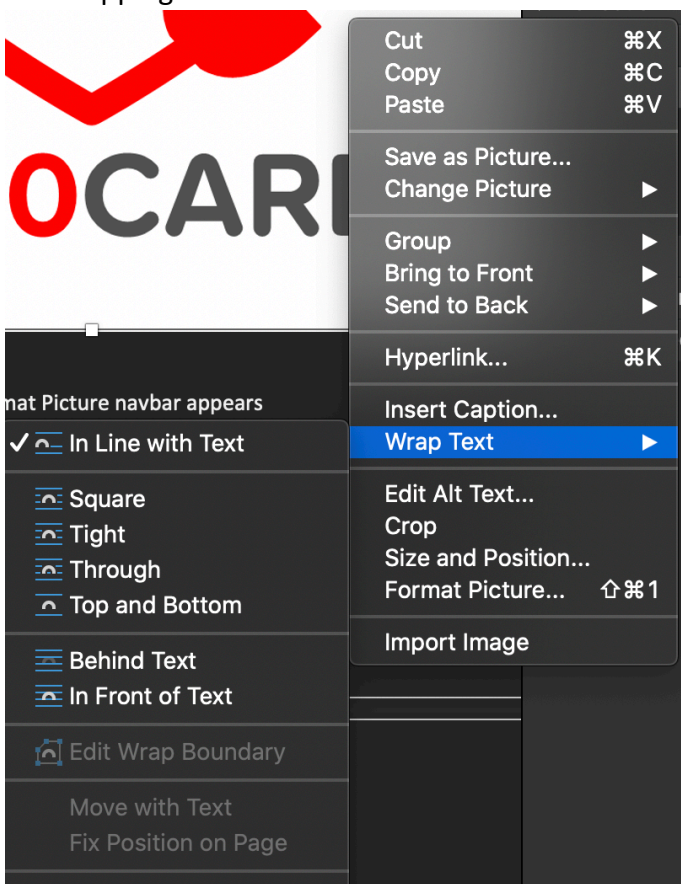 Cut ⌘X
Copy ⌘C
Paste ⌘V
Save as Picture...
Change Picture
Group
Bring to Front
Send to Back
Hyperlink... ⌘K
Insert Caption...
Wrap Text
Edit Alt Text...
Crop
Size and Position...
Format Picture... ⇧⌘1
Import Image
0CAR
Picture navbar appears
✓ In Line with Text
Square
Tight
Through
Top and Bottom
Behind Text
In Front of Text
Edit Wrap Boundary
Move with Text
Fix Position on Page